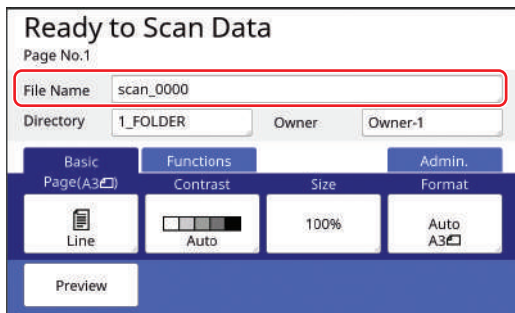 Ready to Scan Data
Page No.1
File Name scan_0000
Directory 1_FOLDER Owner Owner-1
Basic Functions Admin.
Page(A3) Contrast Size Format
Line Auto 100% Auto
A3
Preview